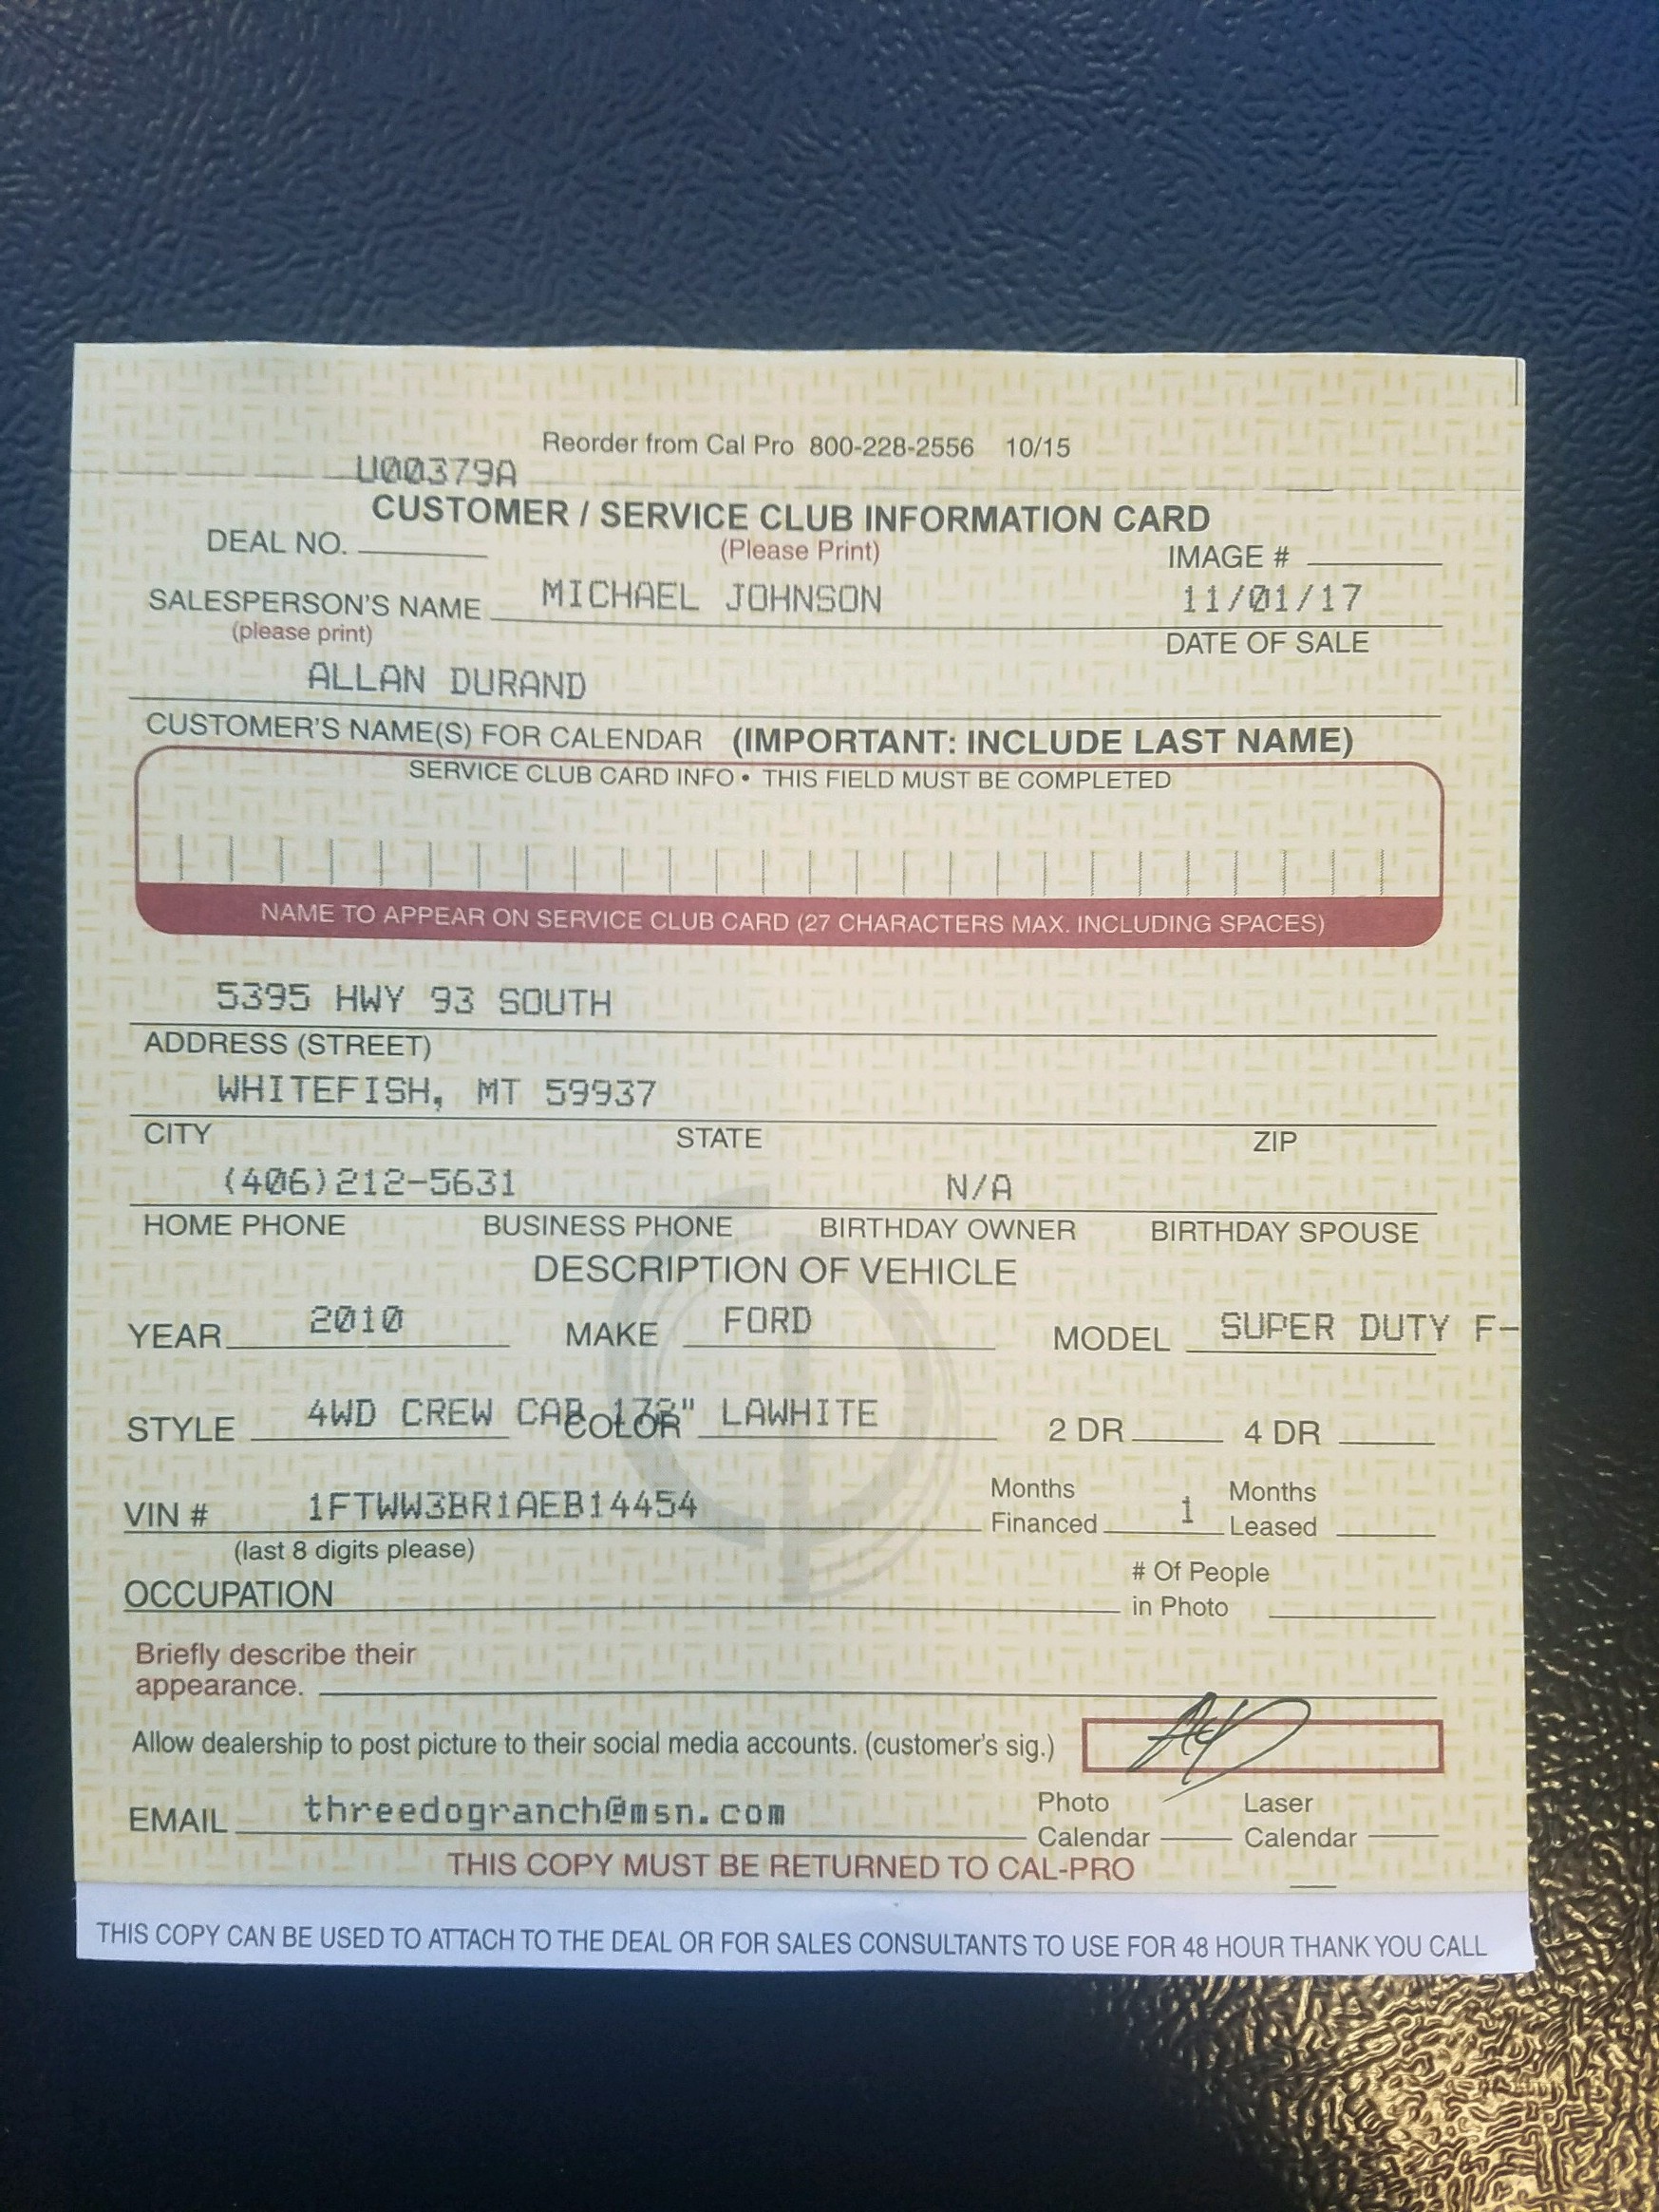 Reorder from Cal Pro 800-228-2556 10/15
U00379A
CUSTOMER / SERVICE CLUB INFORMATION CARD
DEAL NO. (Please Print) IMAGE #
SALESPERSON'S NAME MICHAEL JOHNSON 11/01/17
(please print) DATE OF SALE
ALLAN DURAND
CUSTOMER'S NAME(S) FOR CALENDAR (IMPORTANT: INCLUDE LAST NAME)
SERVICE CLUB CARD INFO • THIS FIELD MUST BE COMPLETED
NAME TO APPEAR ON SERVICE CLUB CARD (27 CHARACTERS MAX. INCLUDING SPACES)
5395 HWY 93 SOUTH
ADDRESS (STREET)
WHITEFISH, MT 59937
CITY STATE ZIP
(406)212-5631 N/A
HOME PHONE BUSINESS PHONE BIRTHDAY OWNER BIRTHDAY SPOUSE
DESCRIPTION OF VEHICLE
YEAR 2010 MAKE FORD MODEL SUPER DUTY F-
STYLE 4WD CREW CAB COLOR LAWHITE 2 DR 4 DR
VIN # 1FTWW3BR1AEB14454 Months Financed 1 Months Leased
(last 8 digits please)
OCCUPATION # Of People in Photo
Briefly describe their
appearance.
Allow dealership to post picture to their social media accounts. (customer's sig.)
EMAIL threedogranch@msn.com Photo Calendar Laser Calendar
THIS COPY MUST BE RETURNED TO CAL-PRO
THIS COPY CAN BE USED TO ATTACH TO THE DEAL OR FOR SALES CONSULTANTS TO USE FOR 48 HOUR THANK YOU CALL